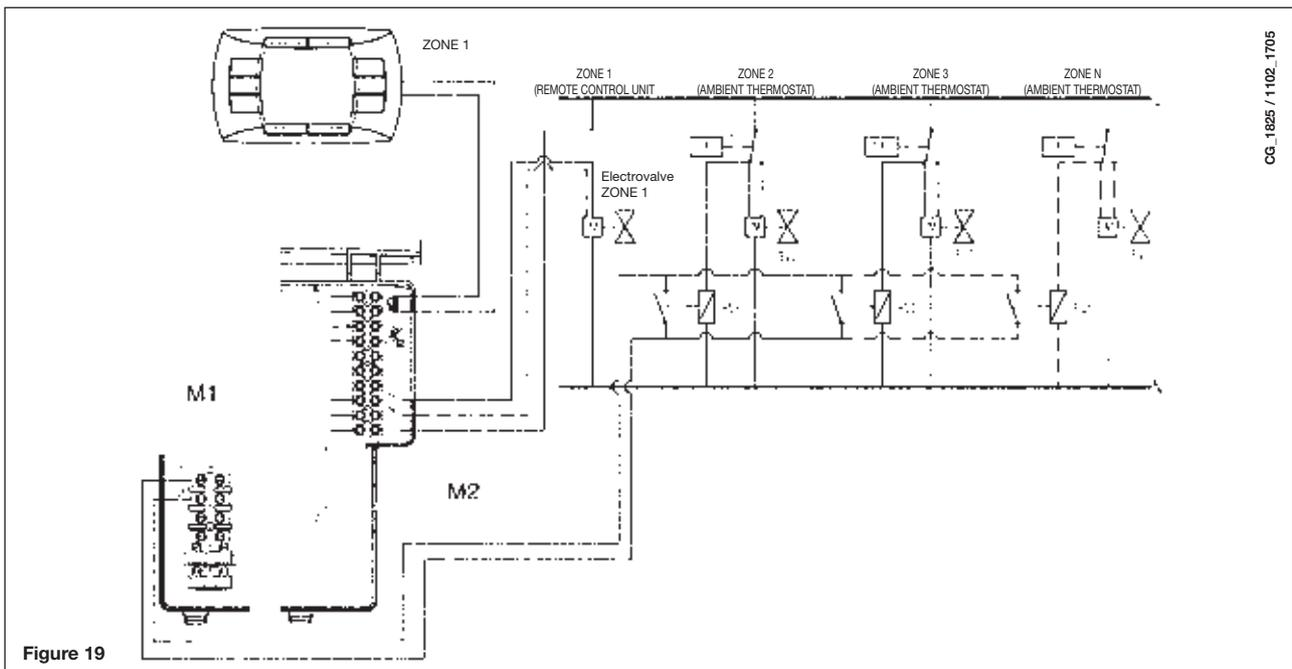 ZONE 1
ZONE 1
(REMOTE CONTROL UNIT
ZONE 2
(AMBIENT THERMOSTAT)
ZONE 3
(AMBIENT THERMOSTAT)
ZONE N
(AMBIENT THERMOSTAT)
CG_1825 / 1102_1705
Electrovalve
ZONE 1
M1
M2
Figure 19